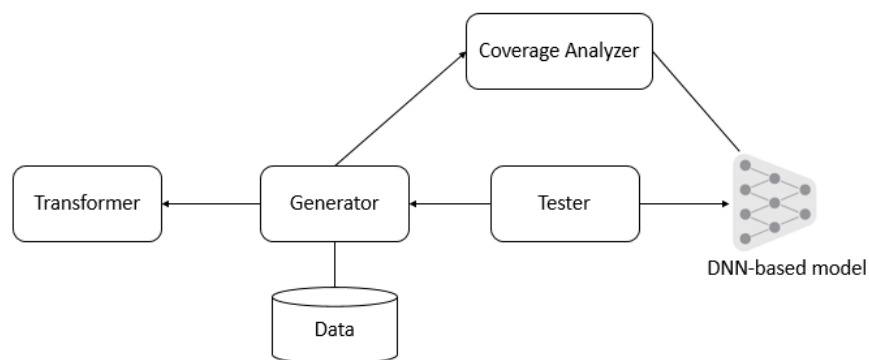 Coverage Analyzer
Transformer
Generator
Tester
DNN-based model
Data